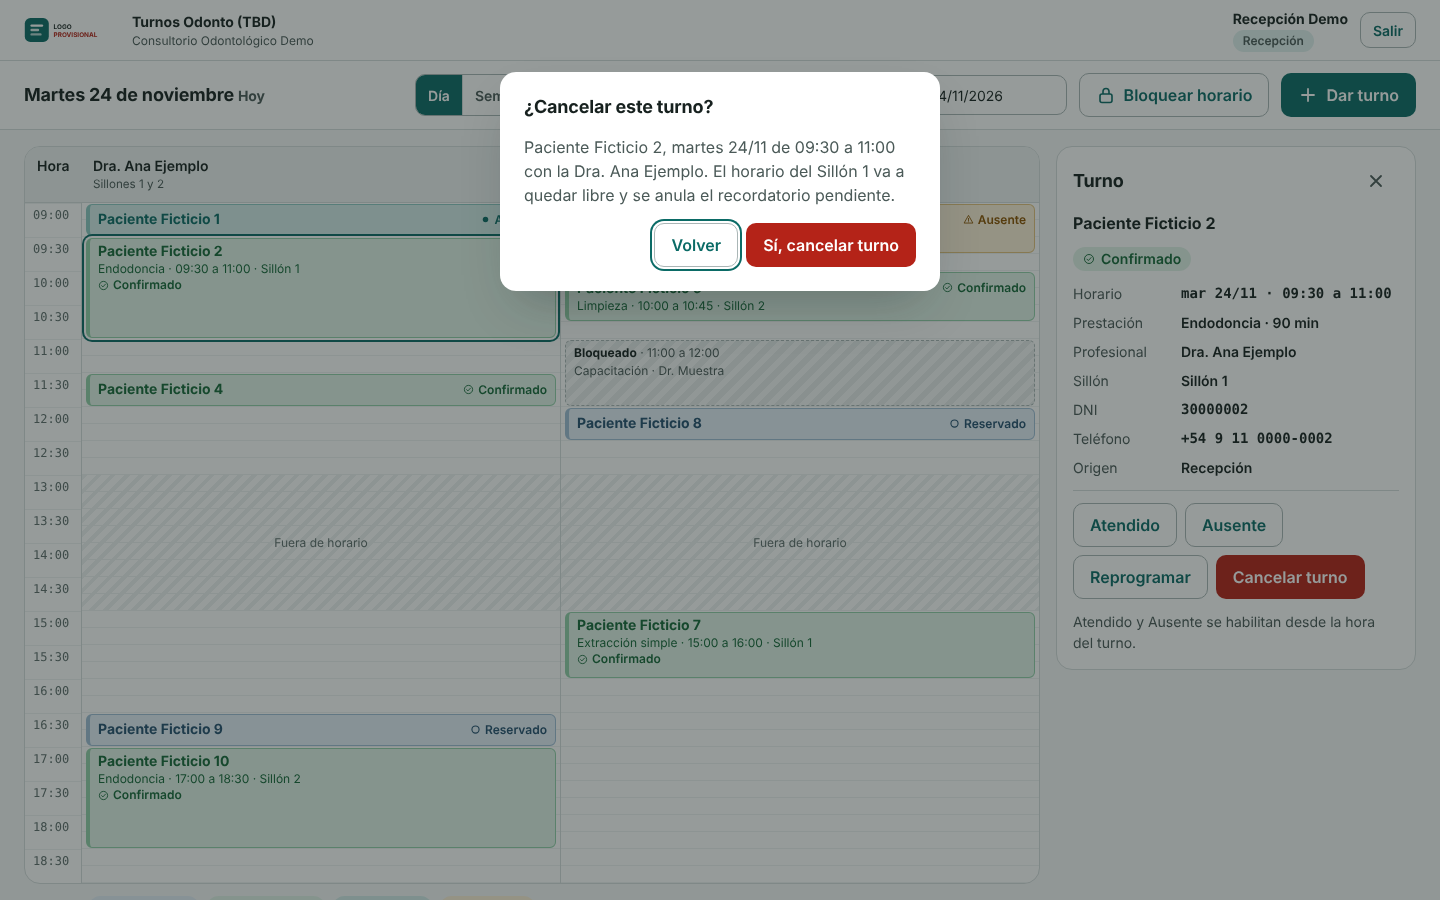 LOGO
PROVISIONAL
Turnos Odonto (TBD)
Consultorio Odontológico Demo
Recepción Demo
Recepción
Salir
Martes 24 de noviembre Hoy
Día
4/11/2026
Bloquear horario
Dar turno
¿Cancelar este turno?
Paciente Ficticio 2, martes 24/11 de 09:30 a 11:00
con la Dra. Ana Ejemplo. El horario del Sillón 1 va a
quedar libre y se anula el recordatorio pendiente.
Volver
Sí, cancelar turno
Hora
Dra. Ana Ejemplo
Sillones 1 y 2
09:00
09:30
10:00
10:30
11:00
11:30
12:00
12:30
13:00
13:30
14:00
14:30
15:00
15:30
16:00
16:30
17:00
17:30
18:00
18:30
Paciente Ficticio 1
Paciente Ficticio 2
Endodoncia · 09:30 a 11:00 · Sillón 1
Confirmado
Paciente Ficticio 4
Confirmado
Fuera de horario
Paciente Ficticio 9
Reservado
Paciente Ficticio 10
Endodoncia · 17:00 a 18:30 · Sillón 2
Confirmado
Ausente
Confirmado
Limpieza · 10:00 a 10:45 · Sillón 2
Bloqueado · 11:00 a 12:00
Capacitación · Dr. Muestra
Paciente Ficticio 8
Reservado
Fuera de horario
Paciente Ficticio 7
Extracción simple · 15:00 a 16:00 · Sillón 1
Confirmado
Turno
Paciente Ficticio 2
Confirmado
Horario mar 24/11 · 09:30 a 11:00
Prestación Endodoncia · 90 min
Profesional Dra. Ana Ejemplo
Sillón Sillón 1
DNI 30000002
Teléfono +54 9 11 0000-0002
Origen Recepción
Atendido
Ausente
Reprogramar
Cancelar turno
Atendido y Ausente se habilitan desde la hora
del turno.